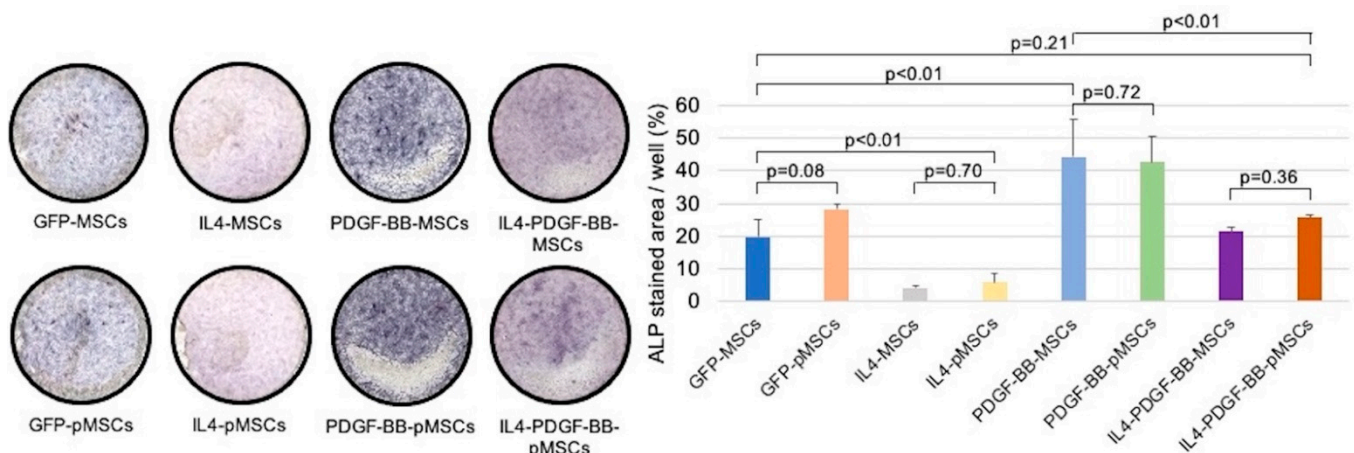 GFP-MSCs
IL4-MSCs
PDGF-BB-MSCs
IL4-PDGF-BB-
MSCs
GFP-pMSCs
IL4-pMSCs
PDGF-BB-pMSCs
IL4-PDGF-BB-
pMSCs
p<0.01
p=0.21
p<0.01
p=0.72
p<0.01
p=0.08
p=0.70
p=0.36
ALP stained area / well (%)
60
50
40
30
20
10
0
GFP-MSCs
GFP-pMSCs
IL4-MSCs
IL4-pMSCs
PDGF-BB-MSCs
PDGF-BB-pMSCs
IL4-PDGF-BB-MSCs
IL4-PDGF-BB-pMSCs